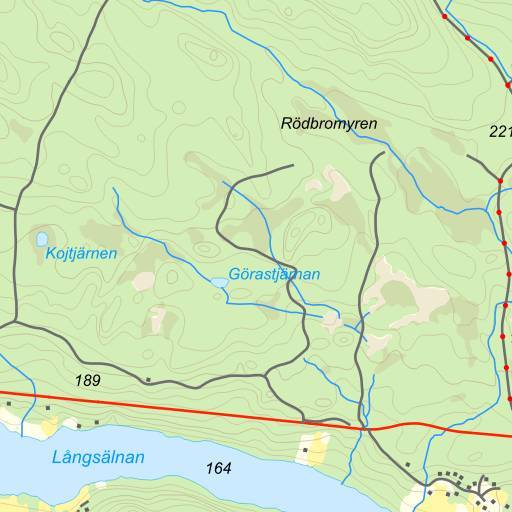 Rödbromyren
221
Kojtjärnen
Görastjärnan
189
Långsälnan
164